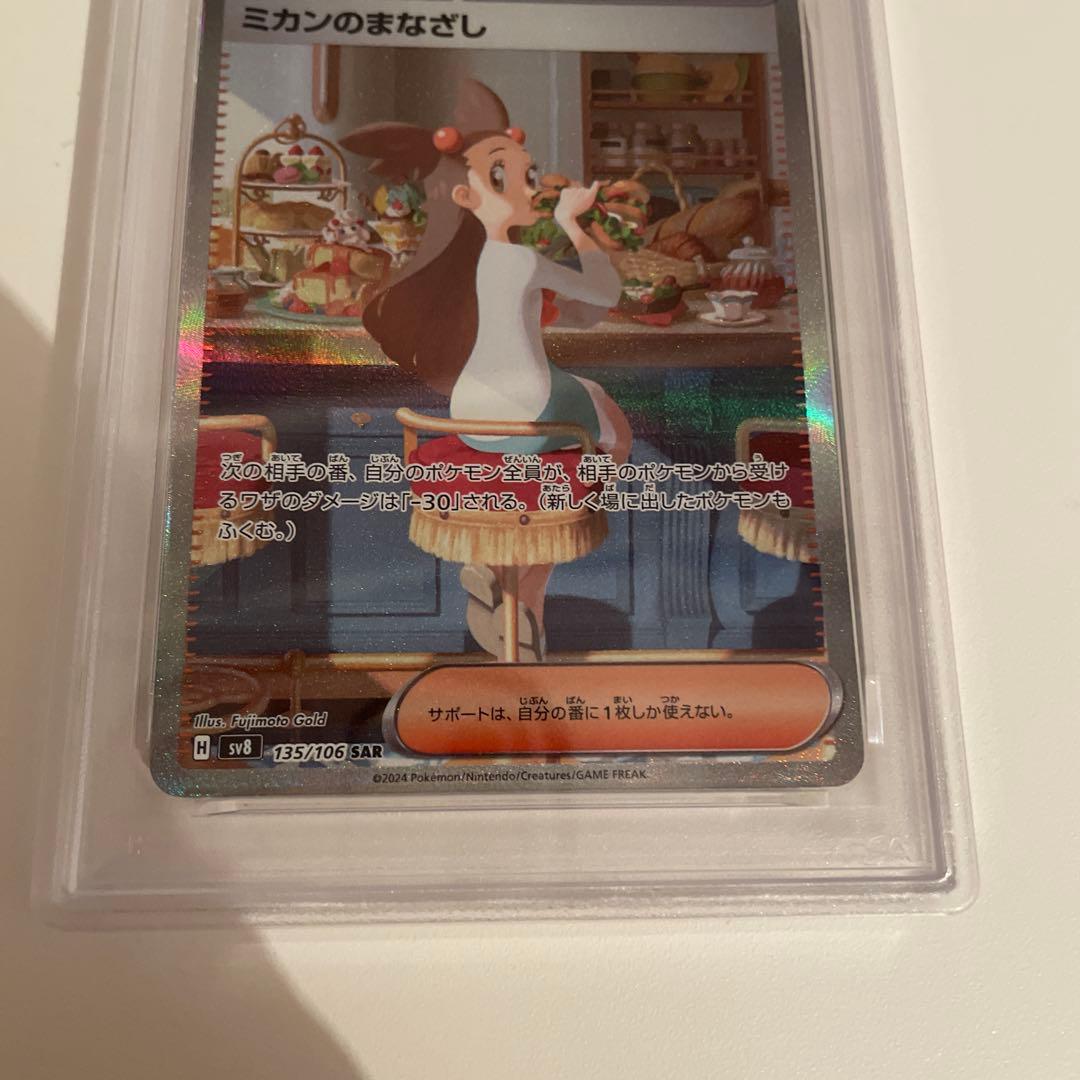 ミカンのまなざし
次の相手の番、自分のポケモン全員が、相手のポケモンから受け
るワザのダメージは「-30」される。(新しく場に出したポケモンも
ふくむ。)
サポートは、自分の番に1枚しか使えない。
Illus. Fujimoto Gold
H sv8 135/106 SAR
©2024 Pokémon/Nintendo/Creatures/GAME FREAK